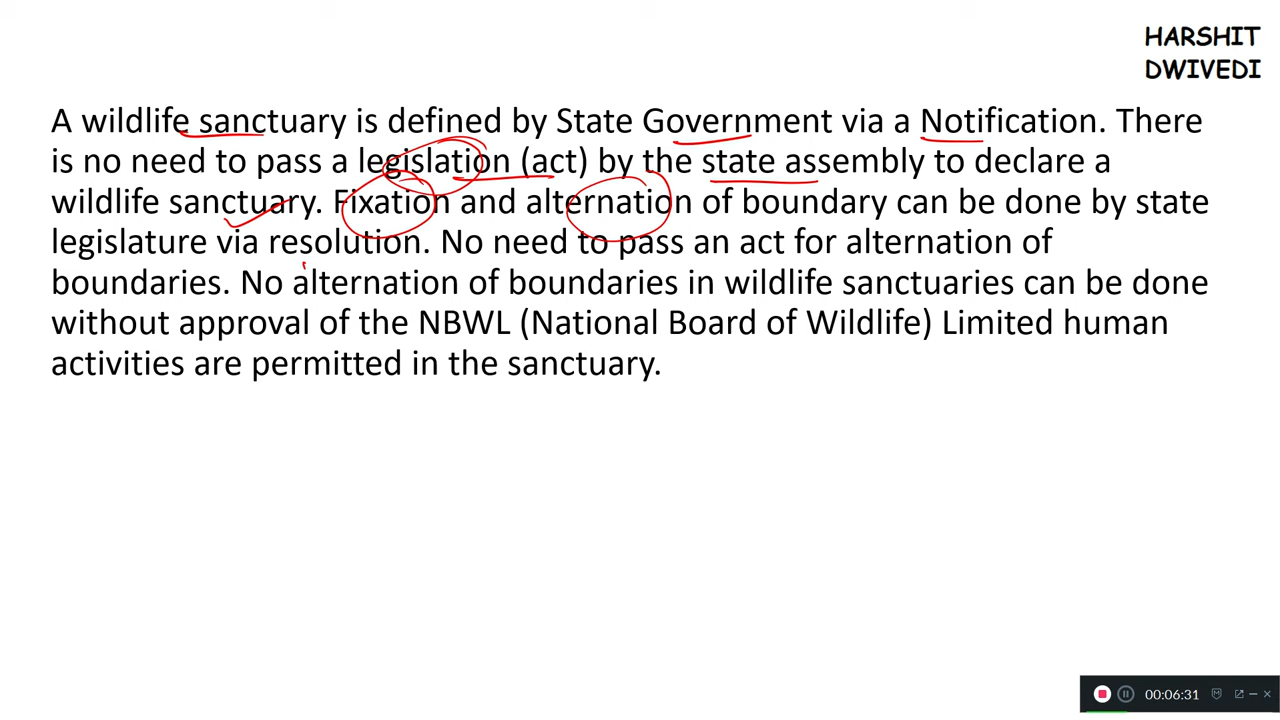 HARSHIT
DWIVEDI
A wildlife sanctuary is defined by State Government via a Notification. There
is no need to pass a legislation (act) by the state assembly to declare a
wildlife sanctuary. Fixation and alternation of boundary can be done by state
legislature via resolution. No need to pass an act for alternation of
boundaries. No alternation of boundaries in wildlife sanctuaries can be done
without approval of the NBWL (National Board of Wildlife) Limited human
activities are permitted in the sanctuary.
00:06:31